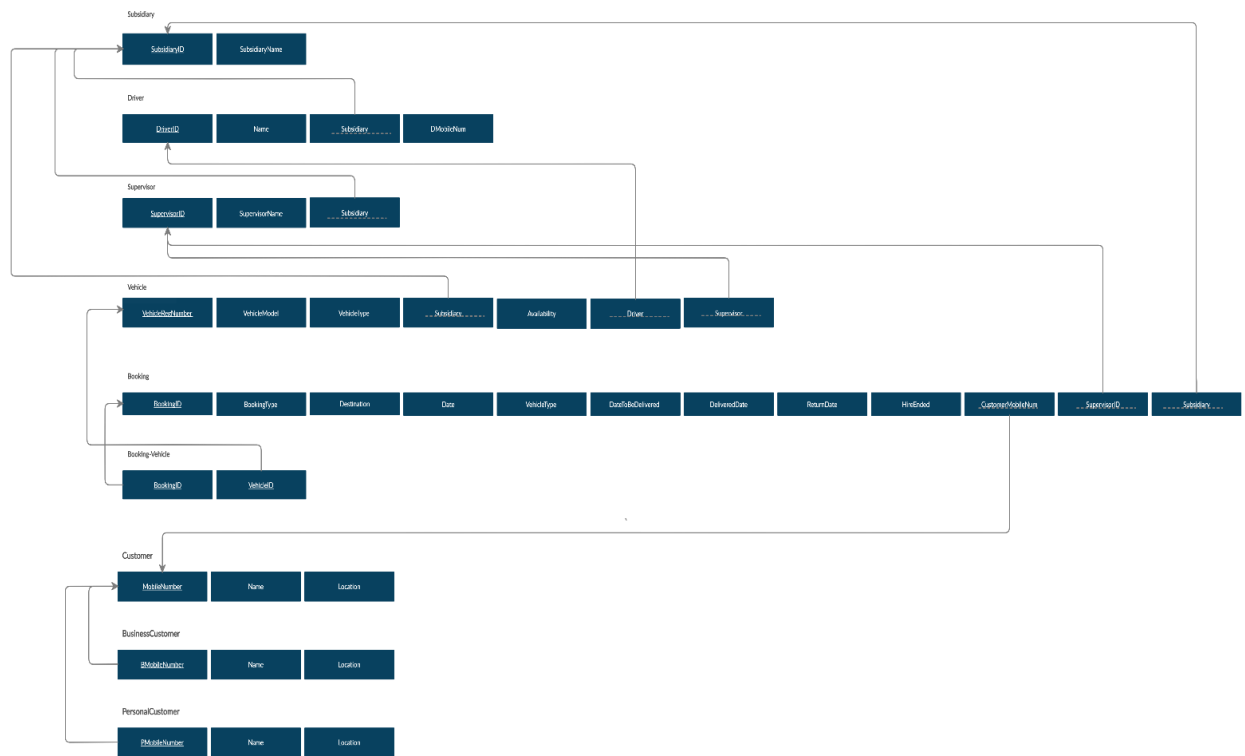 Subsidiary
SubsidiaryID SubsidiaryName
Driver
DriverID Name Subsidiary DMobileNum
Supervisor
SupervisorID SupervisorName Subsidiary
Vehicle
VehicleRegNumber VehicleModel VehicleType Subsidiary Availability Driver Supervisor
Booking
BookingID BookingType Destination Date VehicleType DateToBeDelivered DeliveredDate ReturnDate HireEnded CustomerMobileNum SupervisorID Subsidiary
Booking-Vehicle
BookingID VehicleID
Customer
MobileNumber Name Location
BusinessCustomer
BMobileNumber Name Location
PersonalCustomer
PMobileNumber Name Location